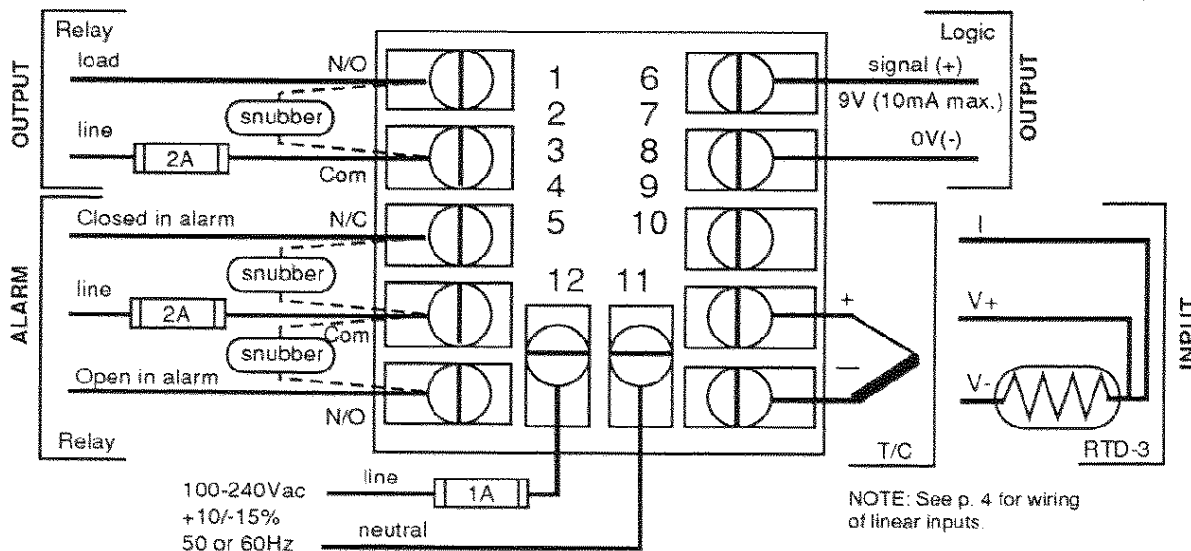 OUTPUT
Relay
load
N/O
snubber
line
2A
Com
ALARM
Closed in alarm
N/C
snubber
line
2A
Com
snubber
Open in alarm
N/O
Relay
1
2
3
4
5
6
7
8
9
10
12
11
Logic
signal (+)
9V (10mA max.)
0V(-)
OUTPUT
+
—
T/C
I
V+
V-
RTD-3
INPUT
100-240Vac
+10/-15%
50 or 60Hz
line
1A
neutral
NOTE: See p. 4 for wiring
of linear inputs.